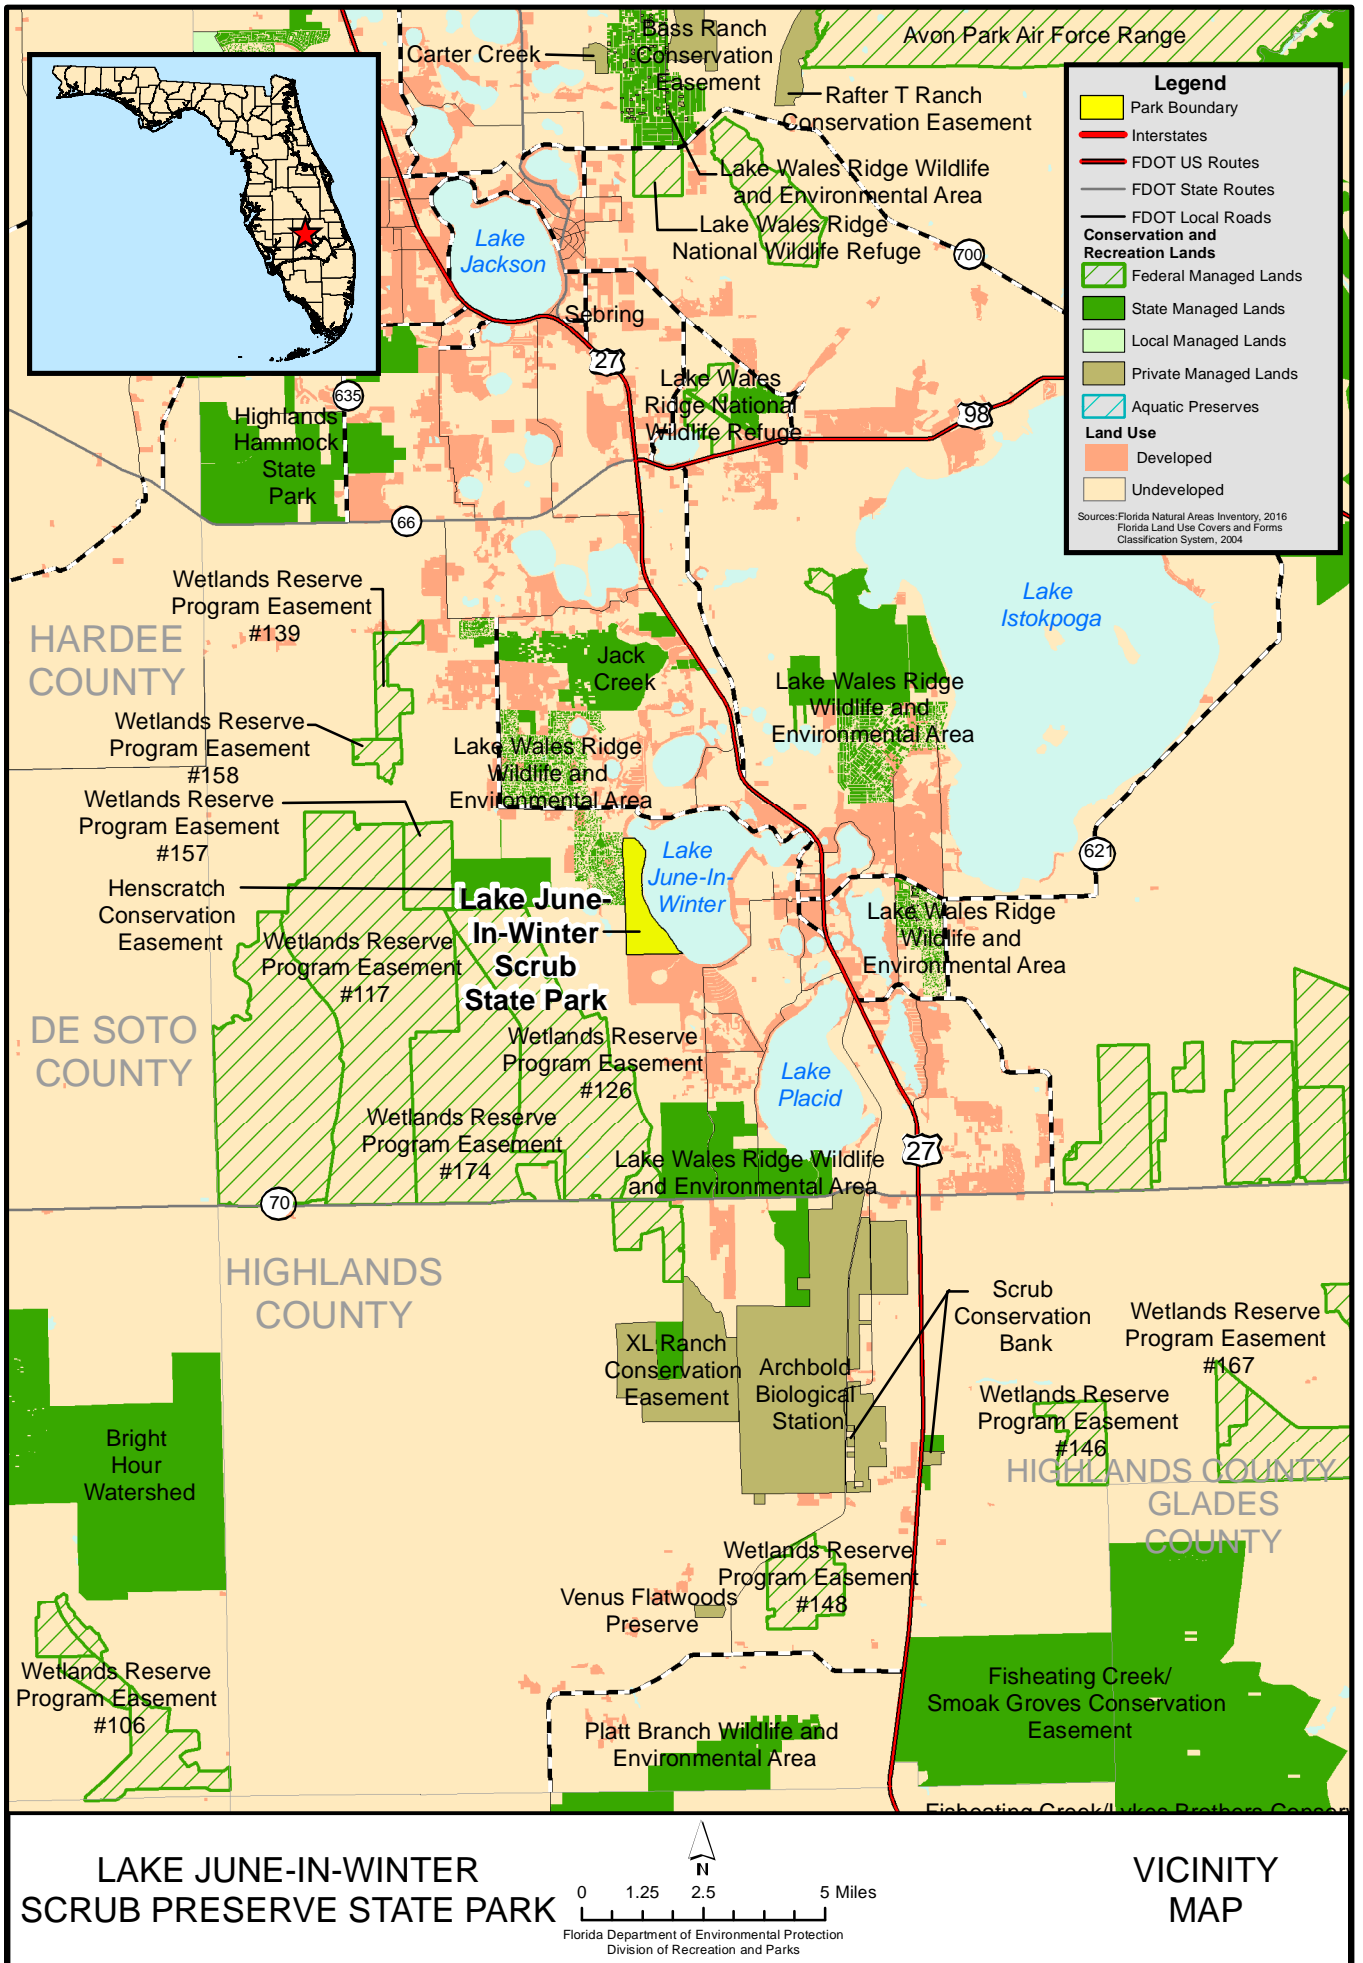 Carter Creek
Bass Ranch
Conservation
Easement
Avon Park Air Force Range
Rafter T Ranch
Conservation Easement
Lake Wales Ridge Wildlife
and Environmental Area
Lake Wales Ridge
National Wildlife Refuge
700
Legend
Park Boundary
Interstates
FDOT US Routes
FDOT State Routes
FDOT Local Roads
Conservation and
Recreation Lands
Federal Managed Lands
State Managed Lands
Local Managed Lands
Private Managed Lands
Aquatic Preserves
Land Use
Developed
Undeveloped
Sources:Florida Natural Areas Inventory, 2016
Florida Land Use Covers and Forms
Classification System, 2004
Lake
Jackson
Sebring
27
Lake Wales
Ridge National
Wildlife Refuge
98
635
Highlands
Hammock
State
Park
66
Lake
Istokpoga
Wetlands Reserve
Program Easement
#139
HARDEE
COUNTY
Jack
Creek
Lake Wales Ridge
Wildlife and
Environmental Area
Wetlands Reserve
Program Easement
#158
Lake Wales Ridge
Wildlife and
Environmental Area
Wetlands Reserve
Program Easement
#157
Lake
June-In-
Winter
621
Henscratch
Conservation
Easement
Lake June-
In-Winter
Scrub
State Park
Lake Wales Ridge
Wildlife and
Environmental Area
Wetlands Reserve
Program Easement
#117
DE SOTO
COUNTY
Wetlands Reserve
Program Easement
#126
Lake
Placid
Wetlands Reserve
Program Easement
#174
27
Lake Wales Ridge Wildlife
and Environmental Area
70
HIGHLANDS
COUNTY
Scrub
Conservation
Bank
Wetlands Reserve
Program Easement
#167
XL Ranch
Conservation
Easement
Archbold
Biological
Station
Wetlands Reserve
Program Easement
#146
Bright
Hour
Watershed
HIGHLANDS COUNTY
GLADES
COUNTY
Wetlands Reserve
Program Easement
#148
Venus Flatwoods
Preserve
Wetlands Reserve
Program Easement
#106
Fisheating Creek/
Smoak Groves Conservation
Easement
Platt Branch Wildlife and
Environmental Area
Fisheating Creek/Lykes Brothers Conser
LAKE JUNE-IN-WINTER
SCRUB PRESERVE STATE PARK
N
0 1.25 2.5 5 Miles
Florida Department of Environmental Protection
Division of Recreation and Parks
VICINITY
MAP